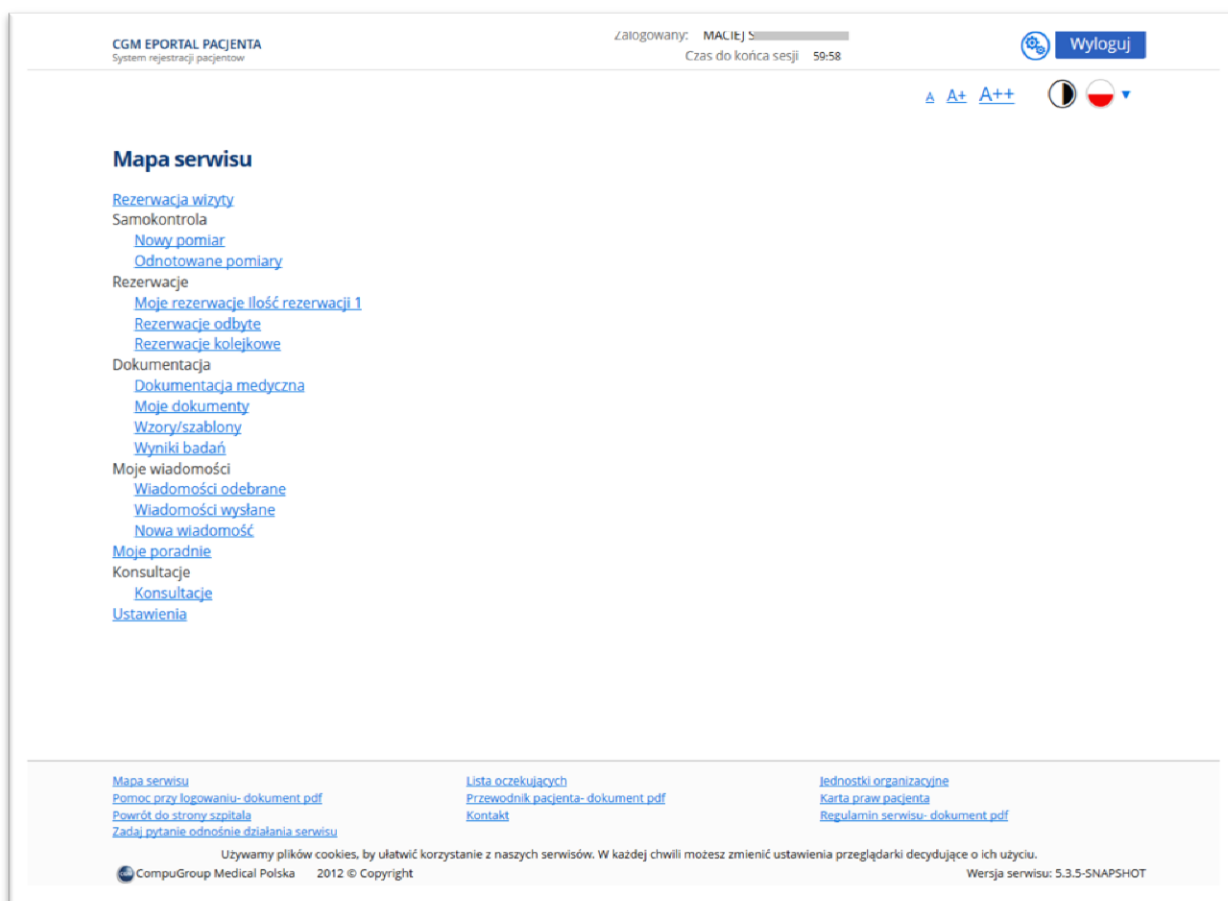 CGM EPORTAL PACJENTA
System rejestracji pacjentow
Zalogowany: MACIEJ S
Czas do końca sesji 59:58
Wyloguj
A A+ A++
Mapa serwisu
Rezerwacja wizyty
Samokontrola
Nowy pomiar
Odnotowane pomiary
Rezerwacje
Moje rezerwacje Ilość rezerwacji 1
Rezerwacje odbyte
Rezerwacje kolejkowe
Dokumentacja
Dokumentacja medyczna
Moje dokumenty
Wzory/szablony
Wyniki badań
Moje wiadomości
Wiadomości odebrane
Wiadomości wysłane
Nowa wiadomość
Moje poradnie
Konsultacje
Konsultacje
Ustawienia
Mapa serwisu Lista oczekujących Jednostki organizacyjne
Pomoc przy logowaniu- dokument pdf Przewodnik pacjenta- dokument pdf Karta praw pacjenta
Powrót do strony szpitala Kontakt Regulamin serwisu- dokument pdf
Zadaj pytanie odnośnie działania serwisu
Używamy plików cookies, by ułatwić korzystanie z naszych serwisów. W każdej chwili możesz zmienić ustawienia przeglądarki decydujące o ich użyciu.
CGM CompuGroup Medical Polska 2012 © Copyright Wersja serwisu: 5.3.5-SNAPSHOT